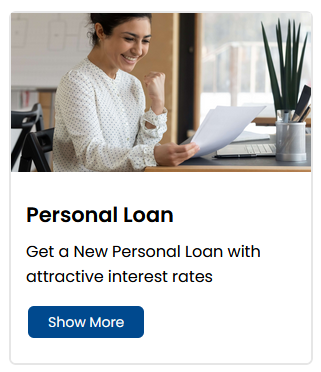 Personal Loan
Get a New Personal Loan with
attractive interest rates
Show More